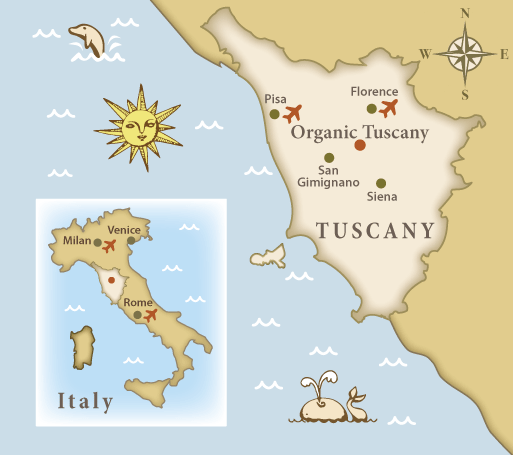 N
W
E
S
Pisa
Florence
Organic Tuscany
San
Gimignano
Siena
TUSCANY
Milan
Venice
Rome
Italy